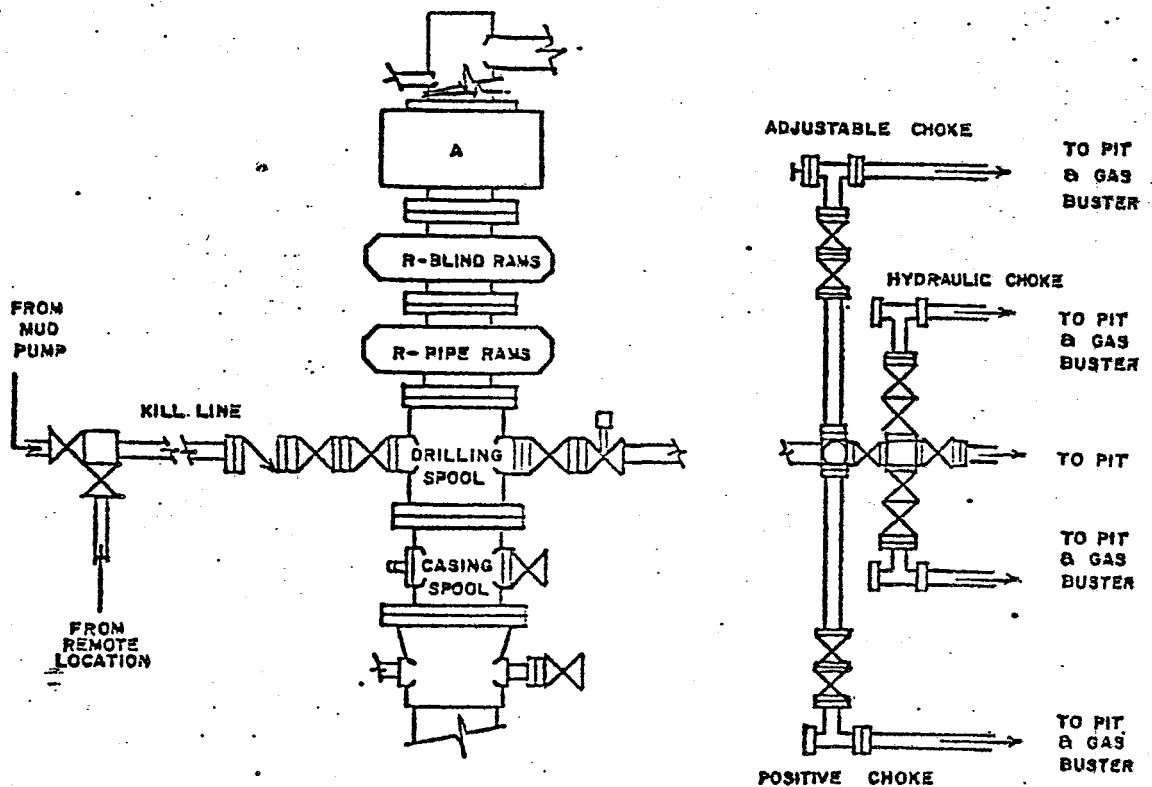 A
R-BLIND RAMS
R-PIPE RAMS
FROM
MUD
PUMP
KILL LINE
DRILLING
SPOOL
CASING
SPOOL
FROM
REMOTE
LOCATION
ADJUSTABLE CHOKE
TO PIT
& GAS
BUSTER
HYDRAULIC CHOKE
TO PIT
& GAS
BUSTER
TO PIT
TO PIT
& GAS
BUSTER
TO PIT
& GAS
BUSTER
POSITIVE CHOKE